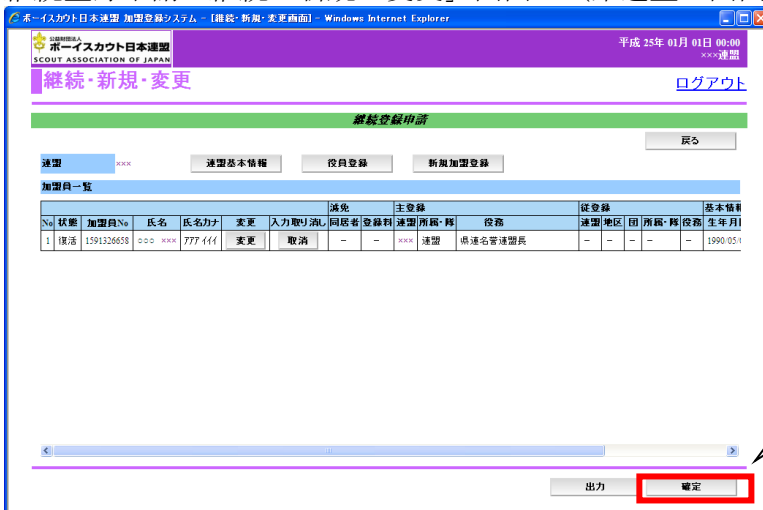 ボーイスカウト日本連盟 加盟登録システム - [継続・新規・変更画面] - Windows Internet Explorer
公益財団法人
ボーイスカウト日本連盟
SCOUT ASSOCIATION OF JAPAN
平成 25年 01月 01日 00:00
×××連盟
継続・新規・変更
ログアウト
継続登録申請
戻る
連盟 ××× 連盟基本情報 役員登録 新規加盟登録
加盟員一覧
減免 主登録 従登録 基本情報
No 状態 加盟員No 氏名 氏名カナ 変更 入力取り消し 同居者 登録料 連盟 所属・隊 役務 連盟 地区 団 所属・隊 役務 生年月
1 復活 1591326658 ○○○ ××× アアア イイイ 変更 取消 - - ××× 連盟 県連名誉連盟長 - - - - - 1990/05/
出力 確定